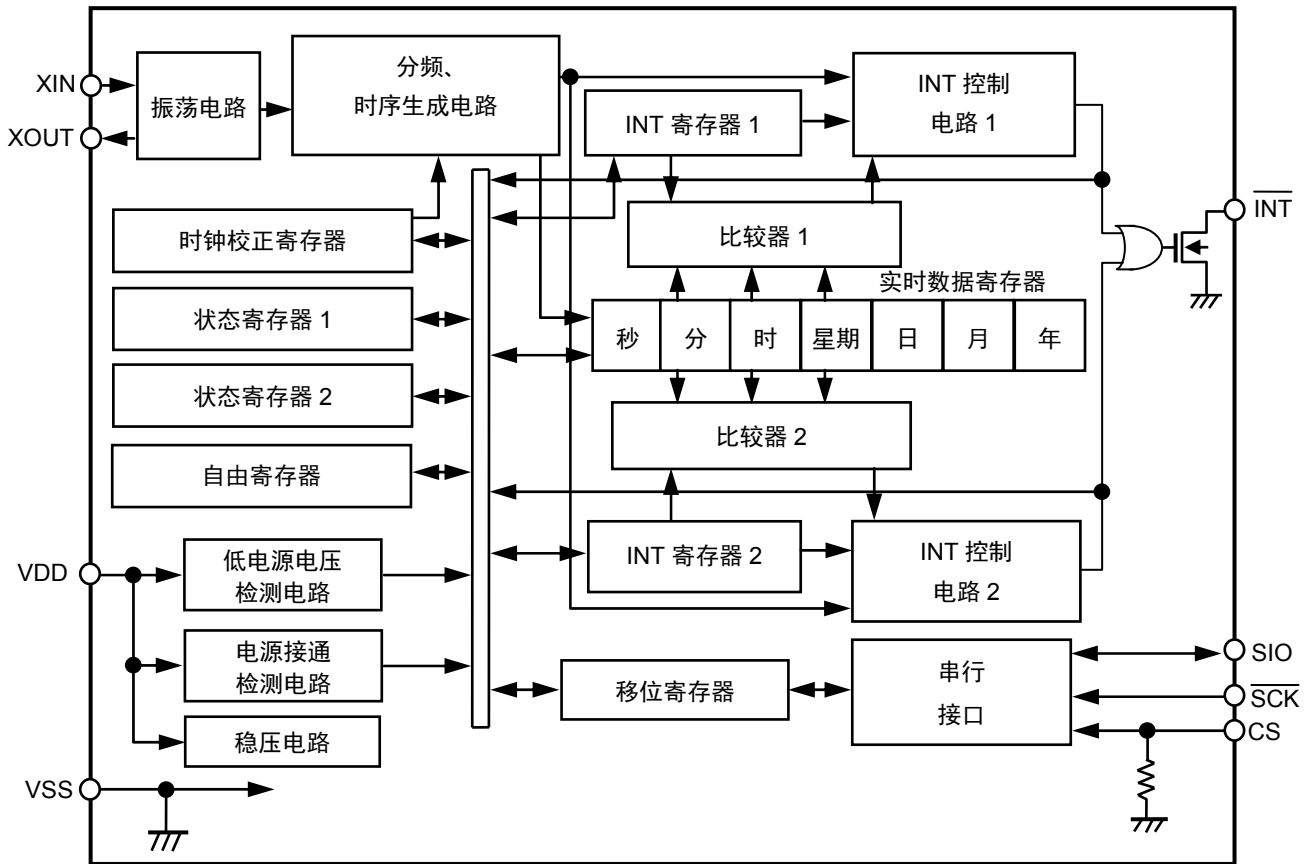 XIN
XOUT
振荡电路
分频、
时序生成电路
INT 寄存器 1
INT 控制
电路 1
时钟校正寄存器
比较器 1
INT
状态寄存器 1
实时数据寄存器
秒 分 时 星期 日 月 年
状态寄存器 2
比较器 2
自由寄存器
VDD
低电源电压
检测电路
INT 寄存器 2
INT 控制
电路 2
电源接通
检测电路
移位寄存器
串行
接口
SIO
SCK
CS
稳压电路
VSS